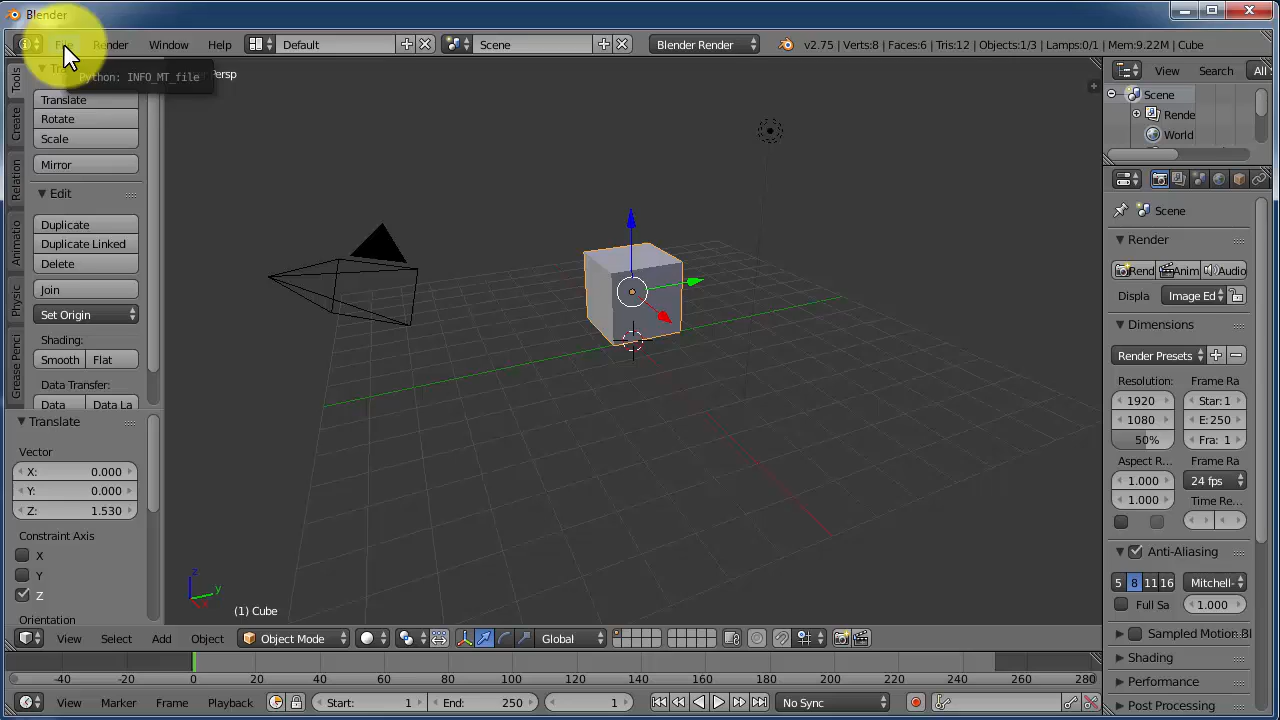 Blender
File Render Window Help Default Scene Blender Render v2.75 | Verts:8 | Faces:6 | Tris:12 | Objects:1/3 | Lamps:0/1 | Mem:9.22M | Cube
Python: INFO_MT_file
Persp
Tools
Create
Relation
Animatio
Physic
Grease Penci
Translate
Rotate
Scale
Mirror
Edit
Duplicate
Duplicate Linked
Delete
Join
Set Origin
Shading:
Smooth Flat
Data Transfer:
Data Data La
Translate
Vector
X: 0.000
Y: 0.000
Z: 1.530
Constraint Axis
X
Y
Z
Orientation
z
y
x
(1) Cube
View Select Add Object Object Mode Global
-40 -20 0 20 40 60 80 100 120 140 160 180 200 220 240 260 280
View Marker Frame Playback Start: 1 End: 250 1 No Sync
View Search All S
Scene
Rende
World
Scene
Render
Rend Anim Audio
Displa Image Ed
Dimensions
Render Presets
Resolution: Frame Ra
1920 Star: 1
1080 E: 250
50% Fra: 1
Aspect R... Frame Ra
1.000 24 fps
1.000 Time Re...
Anti-Aliasing
5 8 11 16 Mitchell-
Full Sa 1.000
Sampled Motion Bl
Shading
Performance
Post Processing